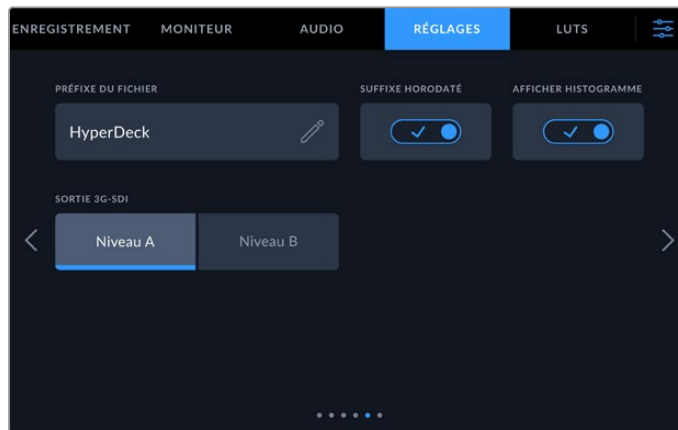 ENREGISTREMENT MONITEUR AUDIO RÉGLAGES LUTS
PRÉFIXE DU FICHIER SUFFIXE HORODATÉ AFFICHER HISTOGRAMME
HyperDeck
SORTIE 3G-SDI
Niveau A Niveau B